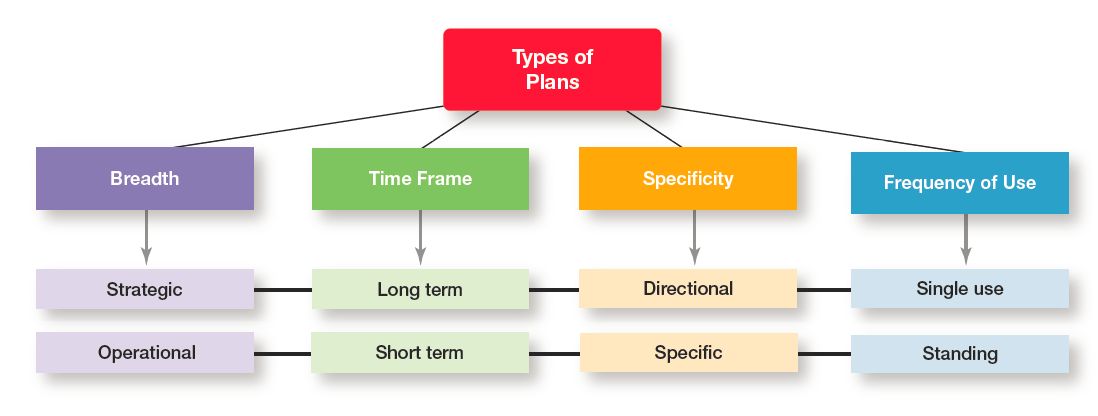 Types of
Plans
Breadth
Time Frame
Specificity
Frequency of Use
Strategic
Long term
Directional
Single use
Operational
Short term
Specific
Standing